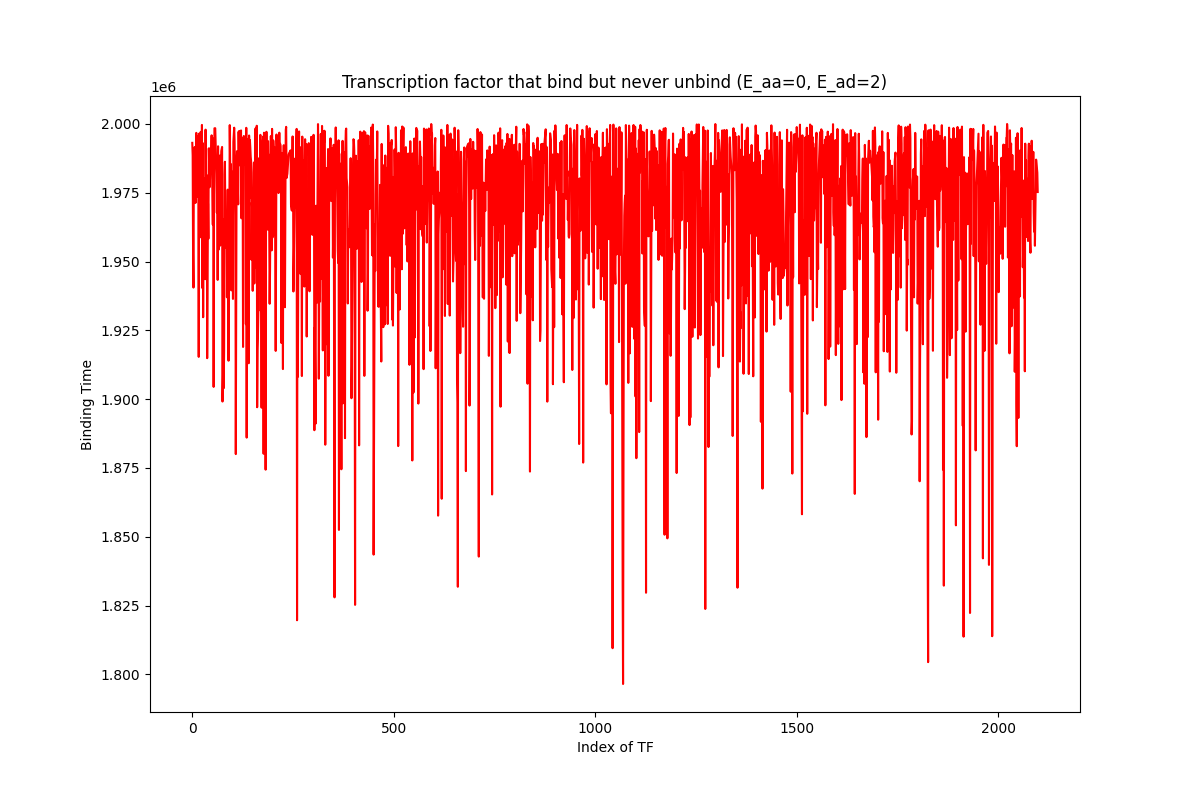 Transcription factor that bind but never unbind (E_aa=0, E_ad=2)
1e6
2.000
1.975
1.950
1.925
1.900
1.875
1.850
1.825
1.800
Binding Time
0 500 1000 1500 2000
Index of TF